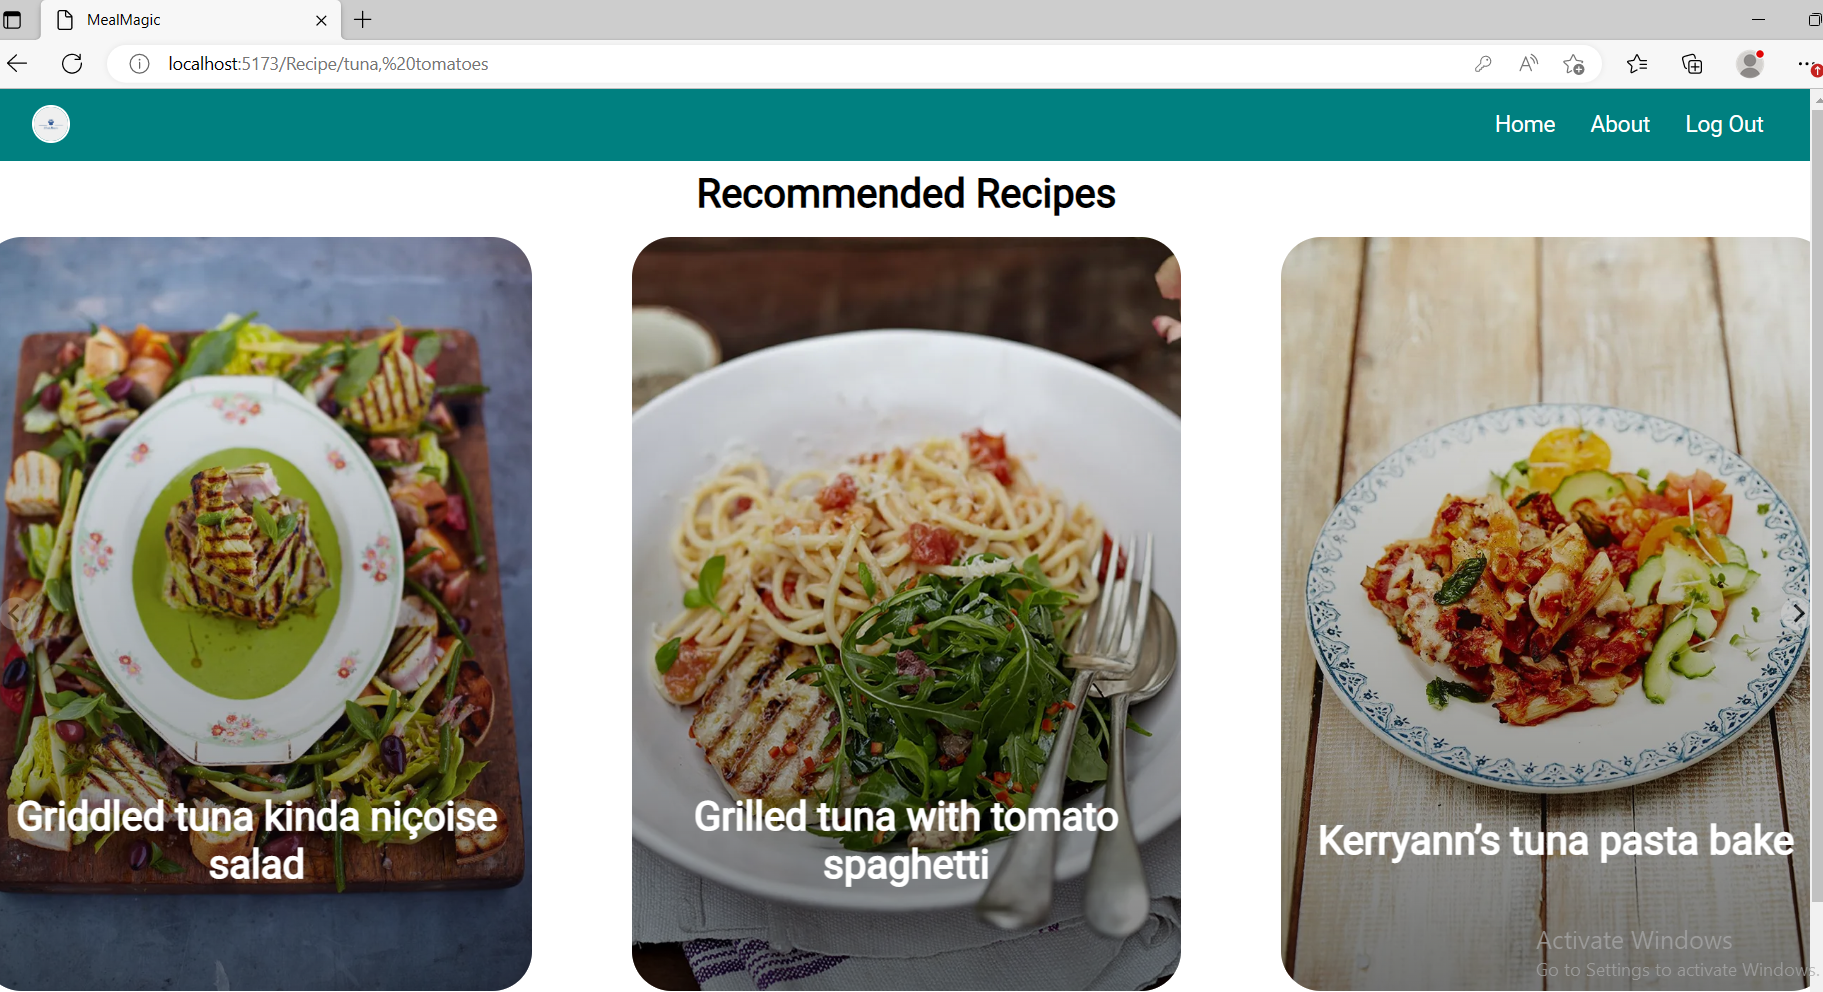 MealMagic
localhost:5173/Recipe/tuna,%20tomatoes
Home About Log Out
Recommended Recipes
Griddled tuna kinda niçoise
salad
Grilled tuna with tomato
spaghetti
Kerryann’s tuna pasta bake
Activate Windows
Go to Settings to activate Windows.